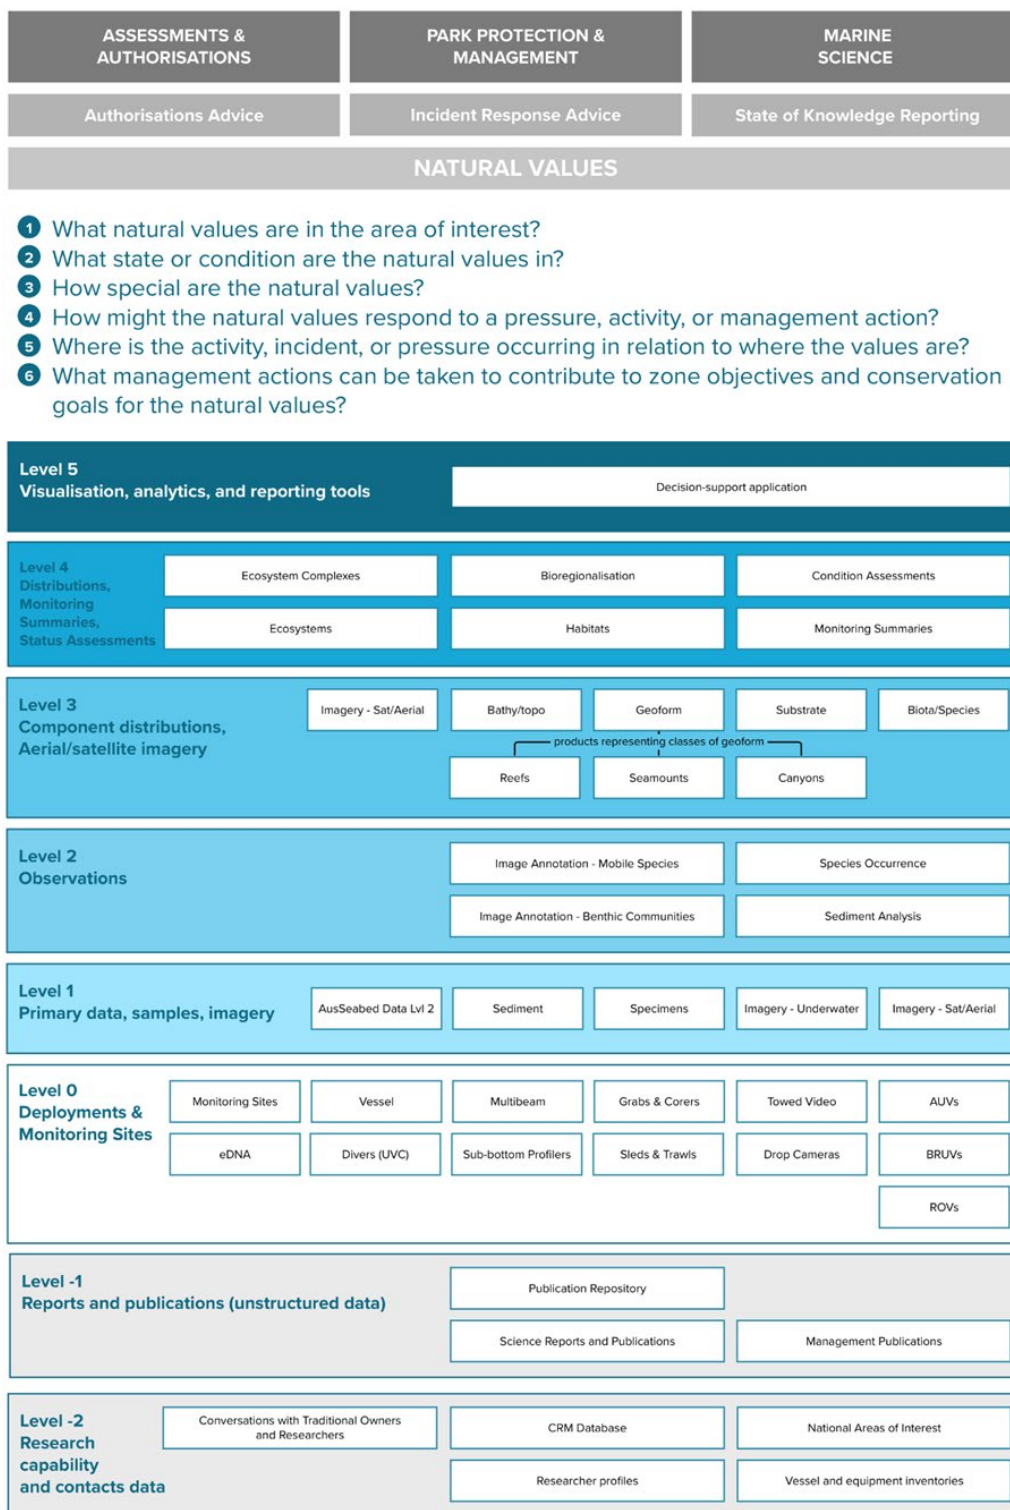 ASSESSMENTS &
AUTHORISATIONS
PARK PROTECTION &
MANAGEMENT
MARINE
SCIENCE
Authorisations Advice
Incident Response Advice
State of Knowledge Reporting
NATURAL VALUES
1 What natural values are in the area of interest?
2 What state or condition are the natural values in?
3 How special are the natural values?
4 How might the natural values respond to a pressure, activity, or management action?
5 Where is the activity, incident, or pressure occurring in relation to where the values are?
6 What management actions can be taken to contribute to zone objectives and conservation
goals for the natural values?
Level 5
Visualisation, analytics, and reporting tools
Decision-support application
Level 4
Distributions,
Monitoring
Summaries,
Status Assessments
Ecosystem Complexes
Bioregionalisation
Condition Assessments
Ecosystems
Habitats
Monitoring Summaries
Level 3
Component distributions,
Aerial/satellite imagery
Imagery - Sat/Aerial
Bathy/topo
Geoform
Substrate
Biota/Species
products representing classes of geoform
Reefs
Seamounts
Canyons
Level 2
Observations
Image Annotation - Mobile Species
Species Occurrence
Image Annotation - Benthic Communities
Sediment Analysis
Level 1
Primary data, samples, imagery
AusSeabed Data Lvl 2
Sediment
Specimens
Imagery - Underwater
Imagery - Sat/Aerial
Level 0
Deployments &
Monitoring Sites
Monitoring Sites
Vessel
Multibeam
Grabs & Corers
Towed Video
AUVs
eDNA
Divers (UVC)
Sub-bottom Profilers
Sleds & Trawls
Drop Cameras
BRUVs
ROVs
Level -1
Reports and publications (unstructured data)
Publication Repository
Science Reports and Publications
Management Publications
Level -2
Research
capability
and contacts data
Conversations with Traditional Owners
and Researchers
CRM Database
National Areas of Interest
Researcher profiles
Vessel and equipment inventories